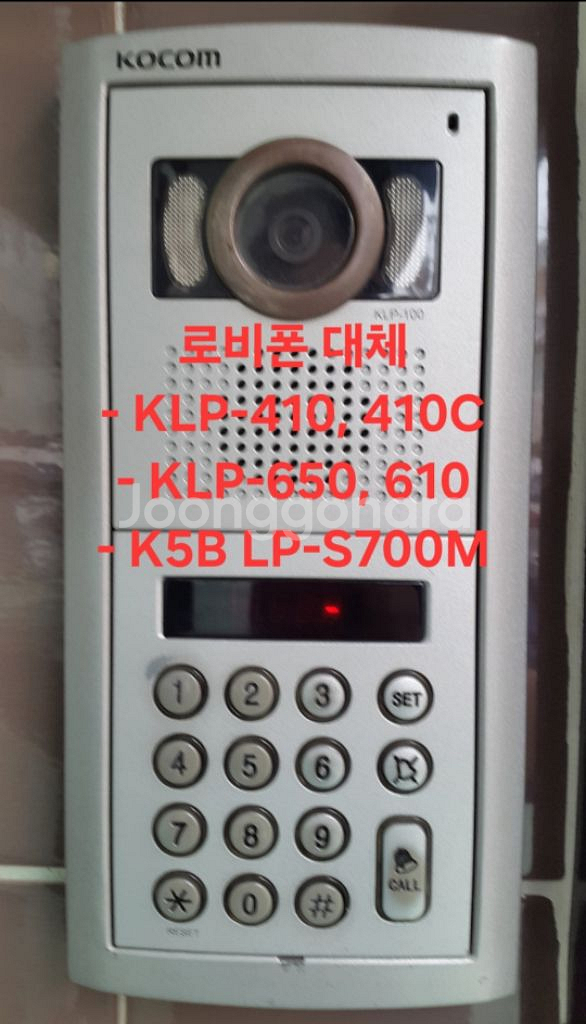 KOCOM
KLP-100
로비폰 대체
- KLP-410, 410C
- KLP-650, 610
Joonggonara
- K5B LP-S700M
1 2 3 SET
4 5 6
7 8 9
CALL
* 0 #
RESET